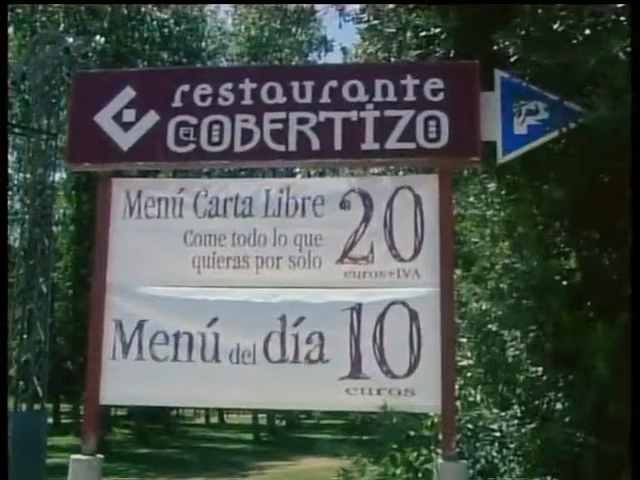 restaurante
EL COBERTIZO
Menú Carta Libre
Come todo lo que
quieras por solo
20
euros+IVA
Menú del día
10
euros